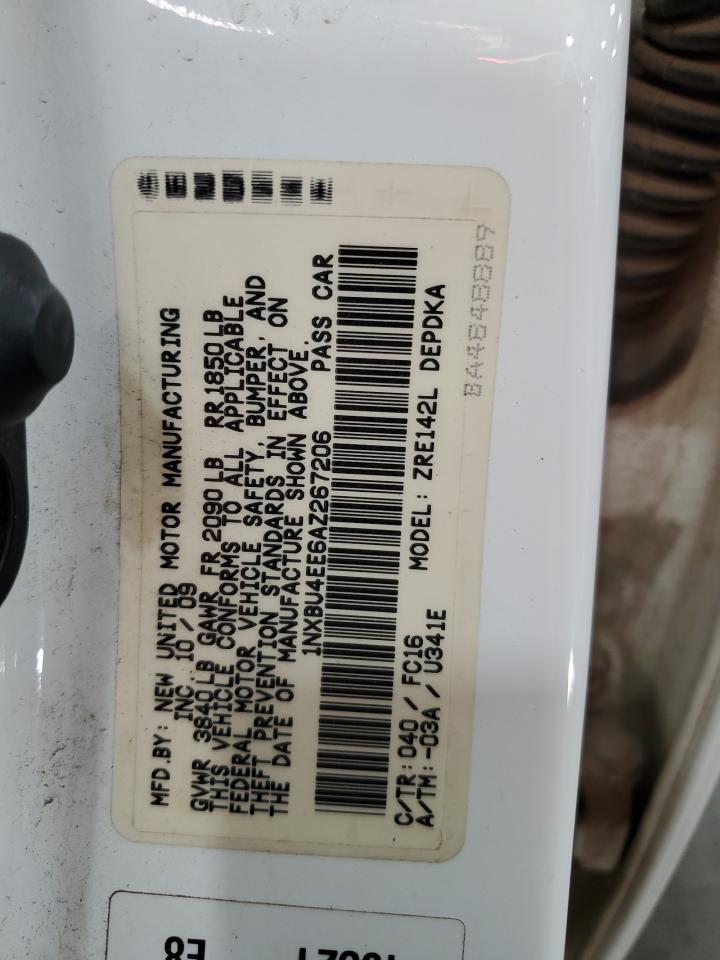 MFD.BY: NEW UNITED MOTOR MANUFACTURING
INC. 10/09
GVWR 3840LB GAWR FR 2090LB RR 1850LB
THIS VEHICLE CONFORMS TO ALL APPLICABLE
FEDERAL MOTOR VEHICLE SAFETY, BUMPER, AND
THEFT PREVENTION STANDARDS IN EFFECT ON
THE DATE OF MANUFACTURE SHOWN ABOVE.
1NXBU4EE6AZ267206 PASS CAR
C/TR: 040/FC16 MODEL: ZRE142L DEPDKA
A/TM: -03A/U341E